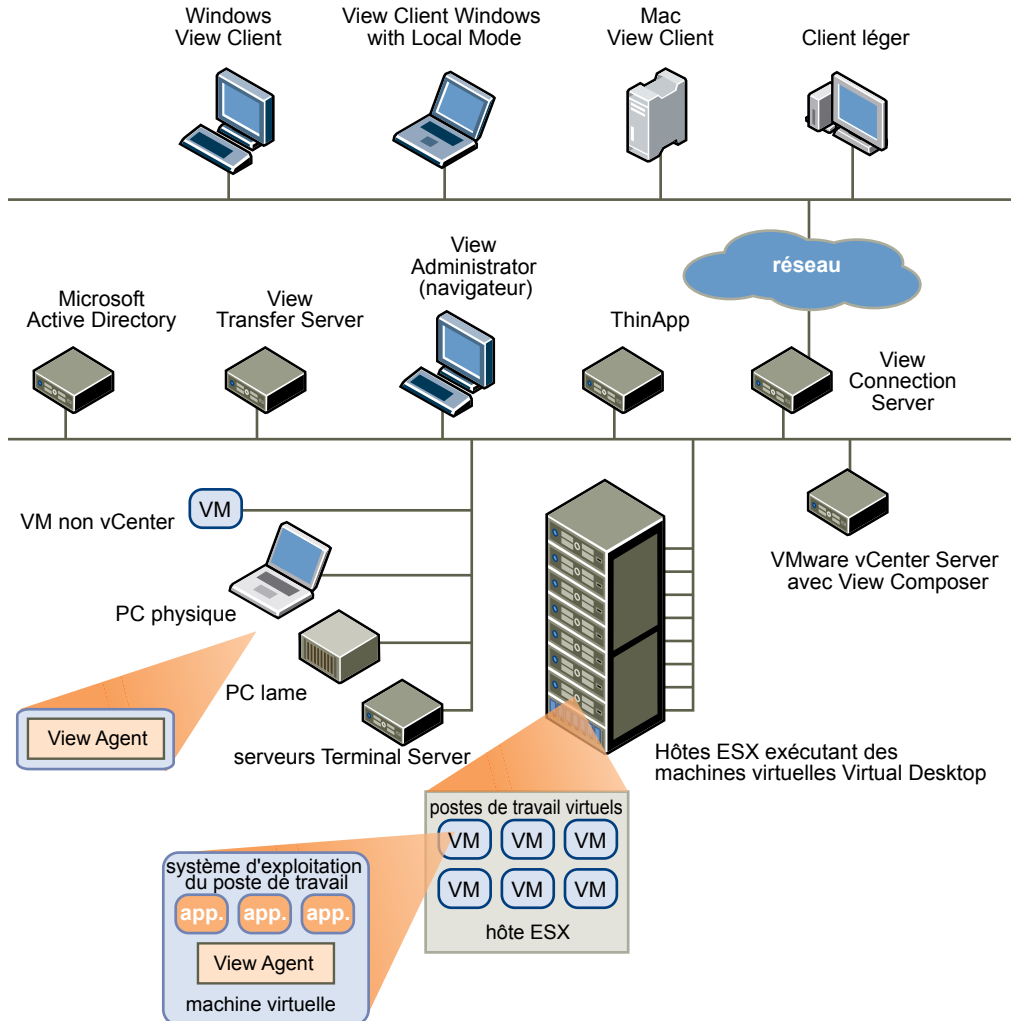 Windows
View Client
View Client Windows
with Local Mode
Mac
View Client
Client léger
réseau
Microsoft
Active Directory
View
Transfer Server
View
Administrator
(navigateur)
ThinApp
View
Connection
Server
VM non vCenter
VM
PC physique
PC lame
serveurs Terminal Server
View Agent
VMware vCenter Server
avec View Composer
Hôtes ESX exécutant des
machines virtuelles Virtual Desktop
postes de travail virtuels
VM VM VM
VM VM VM
hôte ESX
système d'exploitation
du poste de travail
app. app. app.
View Agent
machine virtuelle